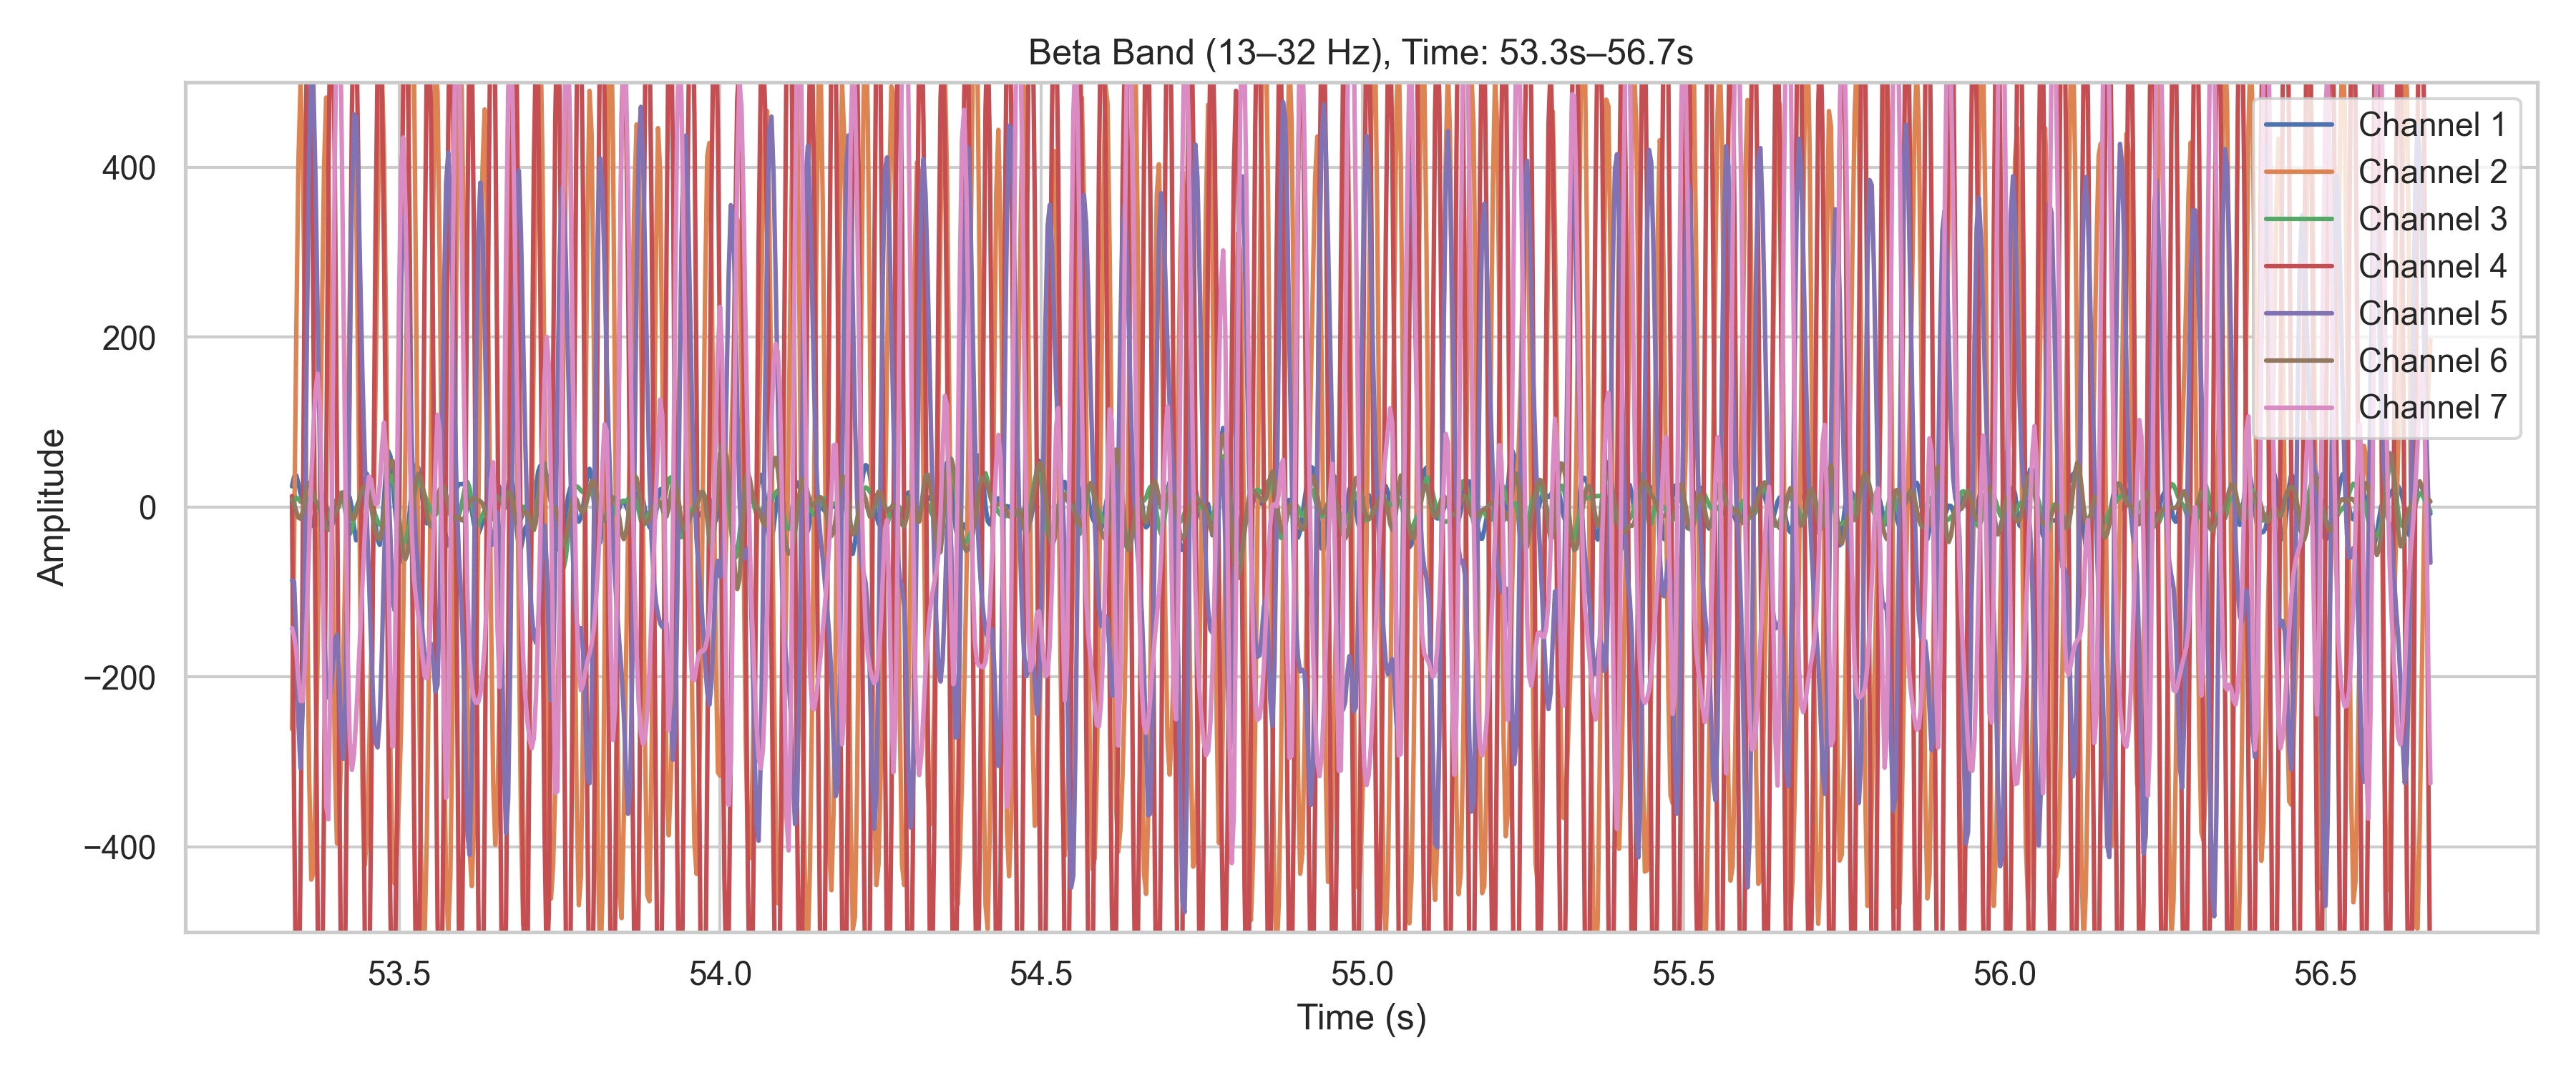 Beta Band (13–32 Hz), Time: 53.3s–56.7s
Amplitude
400
200
0
−200
−400
53.5 54.0 54.5 55.0 55.5 56.0 56.5
Time (s)
Channel 1
Channel 2
Channel 3
Channel 4
Channel 5
Channel 6
Channel 7